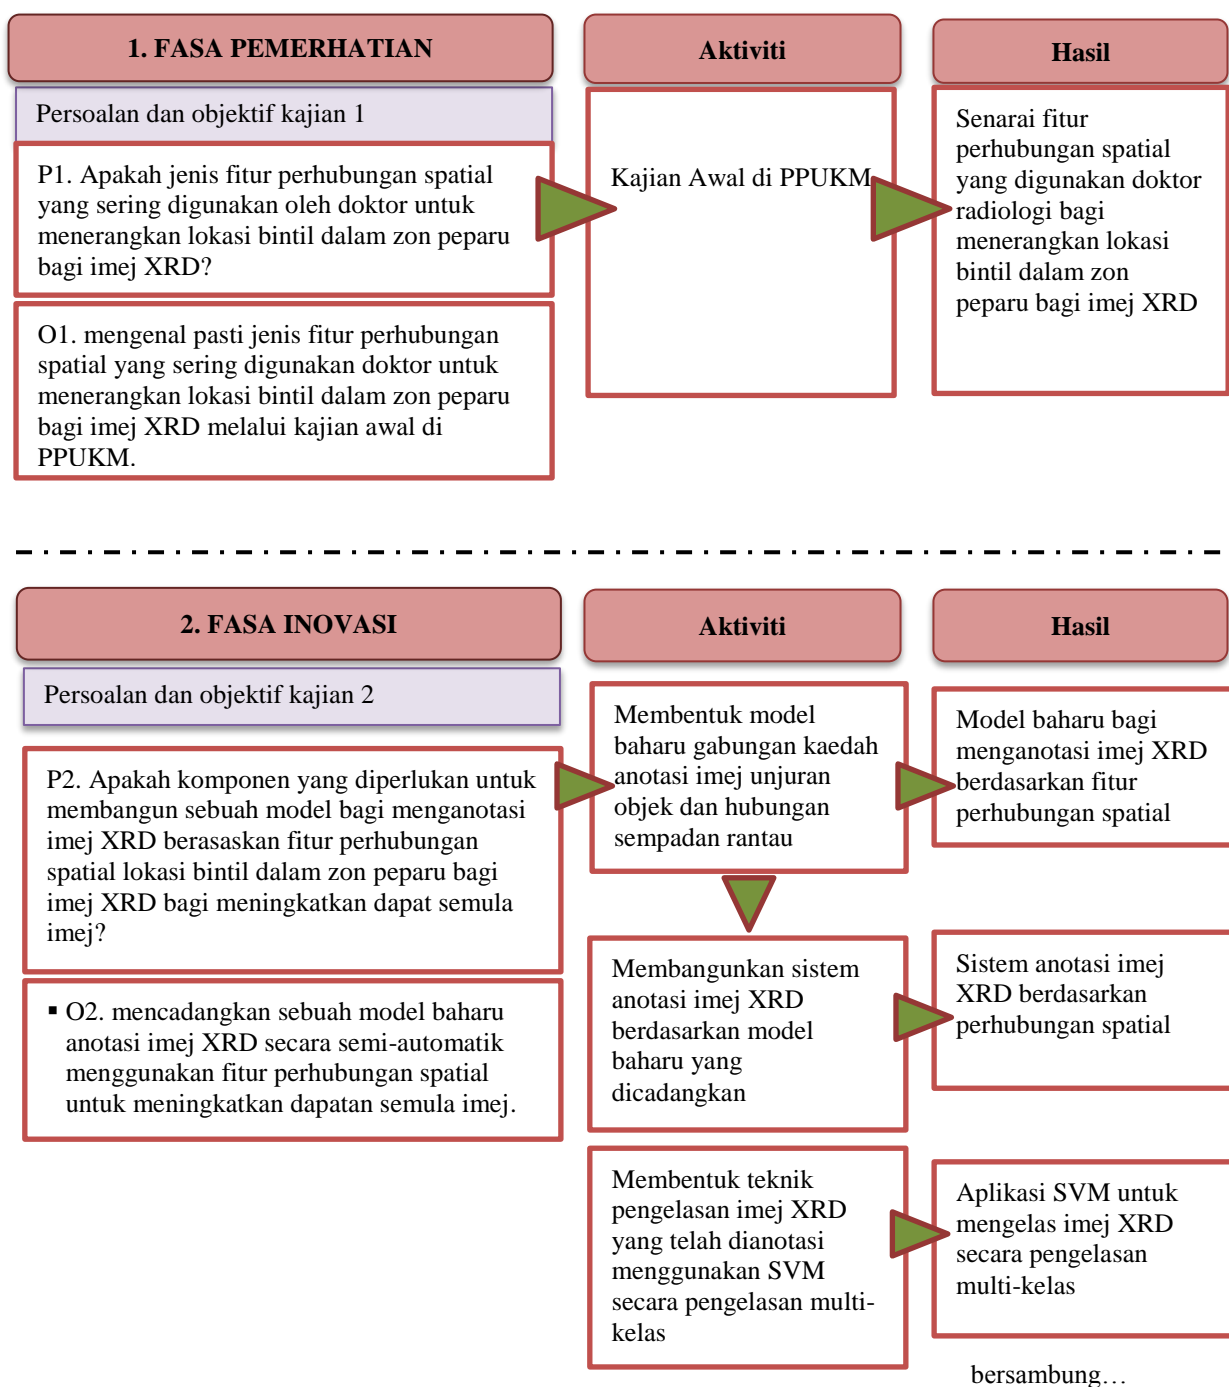 1. FASA PEMERHATIAN
Aktiviti
Hasil
Persoalan dan objektif kajian 1
P1. Apakah jenis fitur perhubungan spatial
yang sering digunakan oleh doktor untuk
menerangkan lokasi bintil dalam zon peparu
bagi imej XRD?
O1. mengenal pasti jenis fitur perhubungan
spatial yang sering digunakan doktor untuk
menerangkan lokasi bintil dalam zon peparu
bagi imej XRD melalui kajian awal di
PPUKM.
Kajian Awal di PPUKM
Senarai fitur
perhubungan spatial
yang digunakan doktor
radiologi bagi
menerangkan lokasi
bintil dalam zon
peparu bagi imej XRD
2. FASA INOVASI
Aktiviti
Hasil
Persoalan dan objektif kajian 2
P2. Apakah komponen yang diperlukan untuk
membangun sebuah model bagi menganotasi
imej XRD berasaskan fitur perhubungan
spatial lokasi bintil dalam zon peparu bagi
imej XRD bagi meningkatkan dapat semula
imej?
▪ O2. mencadangkan sebuah model baharu
anotasi imej XRD secara semi-automatik
menggunakan fitur perhubungan spatial
untuk meningkatkan dapatan semula imej.
Membentuk model
baharu gabungan kaedah
anotasi imej unjuran
objek dan hubungan
sempadan rantau
Model baharu bagi
menganotasi imej XRD
berdasarkan fitur
perhubungan spatial
Membangunkan sistem
anotasi imej XRD
berdasarkan model
baharu yang
dicadangkan
Sistem anotasi imej
XRD berdasarkan
perhubungan spatial
Membentuk teknik
pengelasan imej XRD
yang telah dianotasi
menggunakan SVM
secara pengelasan multi-
kelas
Aplikasi SVM untuk
mengelas imej XRD
secara pengelasan
multi-kelas
bersambung…